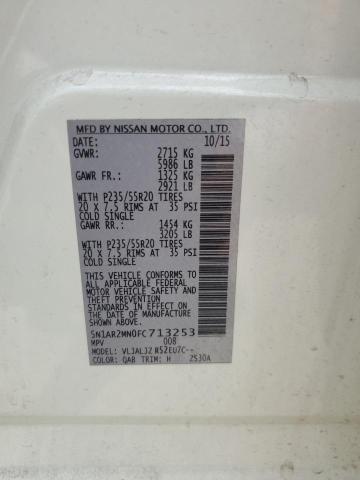 MFD BY NISSAN MOTOR CO., LTD.
DATE: 10/15
GVWR: 2715 KG
5986 LB
GAWR FR.: 1325 KG
2921 LB
WITH P235/55R20 TIRES
20 X 7.5 RIMS AT 35 PSI
COLD SINGLE
GAWR RR.: 1454 KG
3205 LB
WITH P235/55R20 TIRES
20 X 7.5 RIMS AT 35 PSI
COLD SINGLE
THIS VEHICLE CONFORMS TO
ALL APPLICABLE FEDERAL
MOTOR VEHICLE SAFETY,
BUMPER, AND THEFT PREVENTION
STANDARDS IN EFFECT ON THE
DATE OF MANUFACTURE
SHOWN ABOVE.
5N1AR2MN0FC713253
MPV 008
MODEL: VLJALJZ R52EU7C--
COLOR: QAB TRIM: H ZS30A